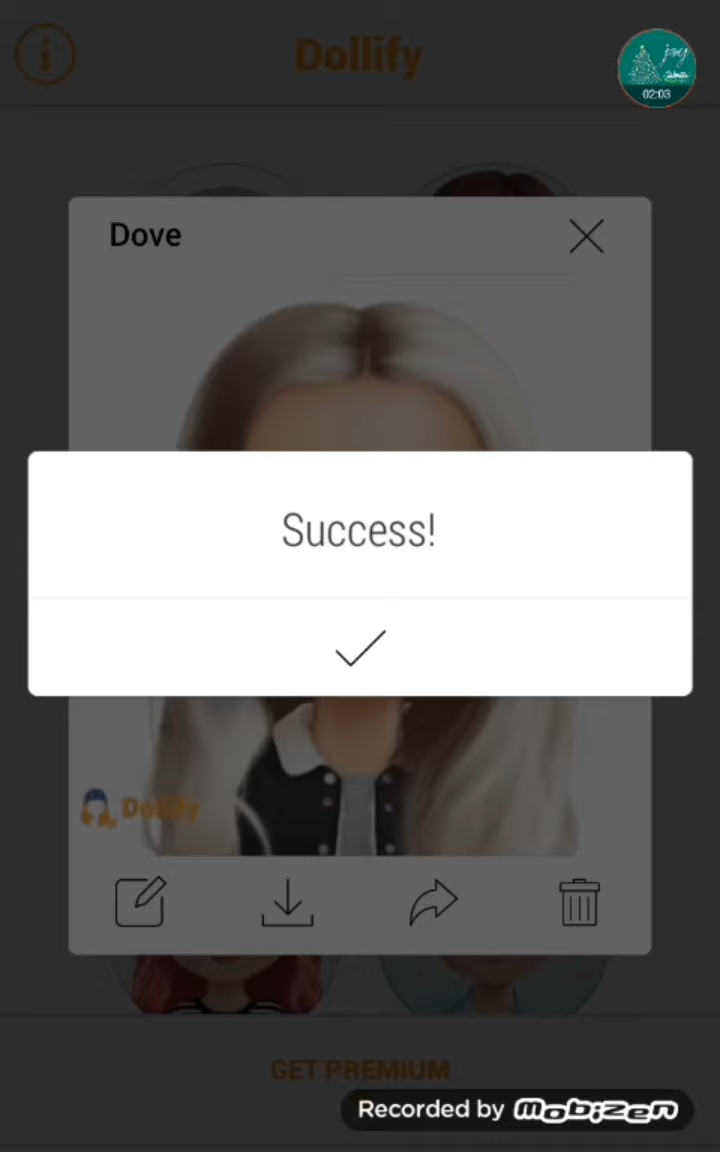 Dollify
02:03
Dove
Success!
Dollify
GET PREMIUM
Recorded by Mobizen